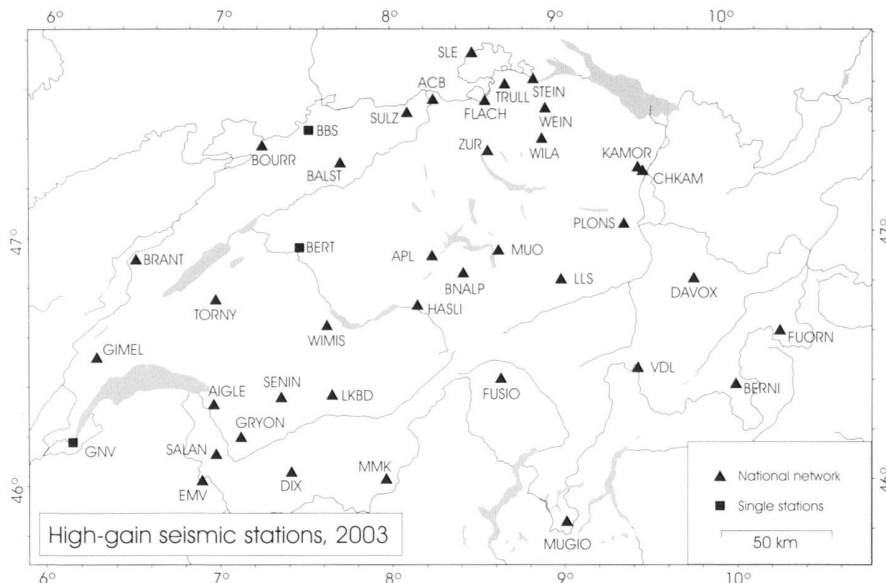 6° 7° 8° 9° 10°
SLE
ACB
TRULL
STEIN
SULZ
FLACH
WEIN
BBS
BOURR
ZUR
WILA
BALST
KAMOR
CHKAM
47° 47°
PLONS
BRANT
BERT
APL
MUO
BNALP
LLS
DAVOX
TORNY
HASLI
WIMIS
FUORN
GIMEL
VDL
AIGLE
SENIN
LKBD
FUSIO
BERNI
GRYON
GNV
SALAN
MMK
National network
46° 46°
EMV
DIX
Single stations
High-gain seismic stations, 2003
MUGIO
50 km
6° 7° 8° 9° 10°